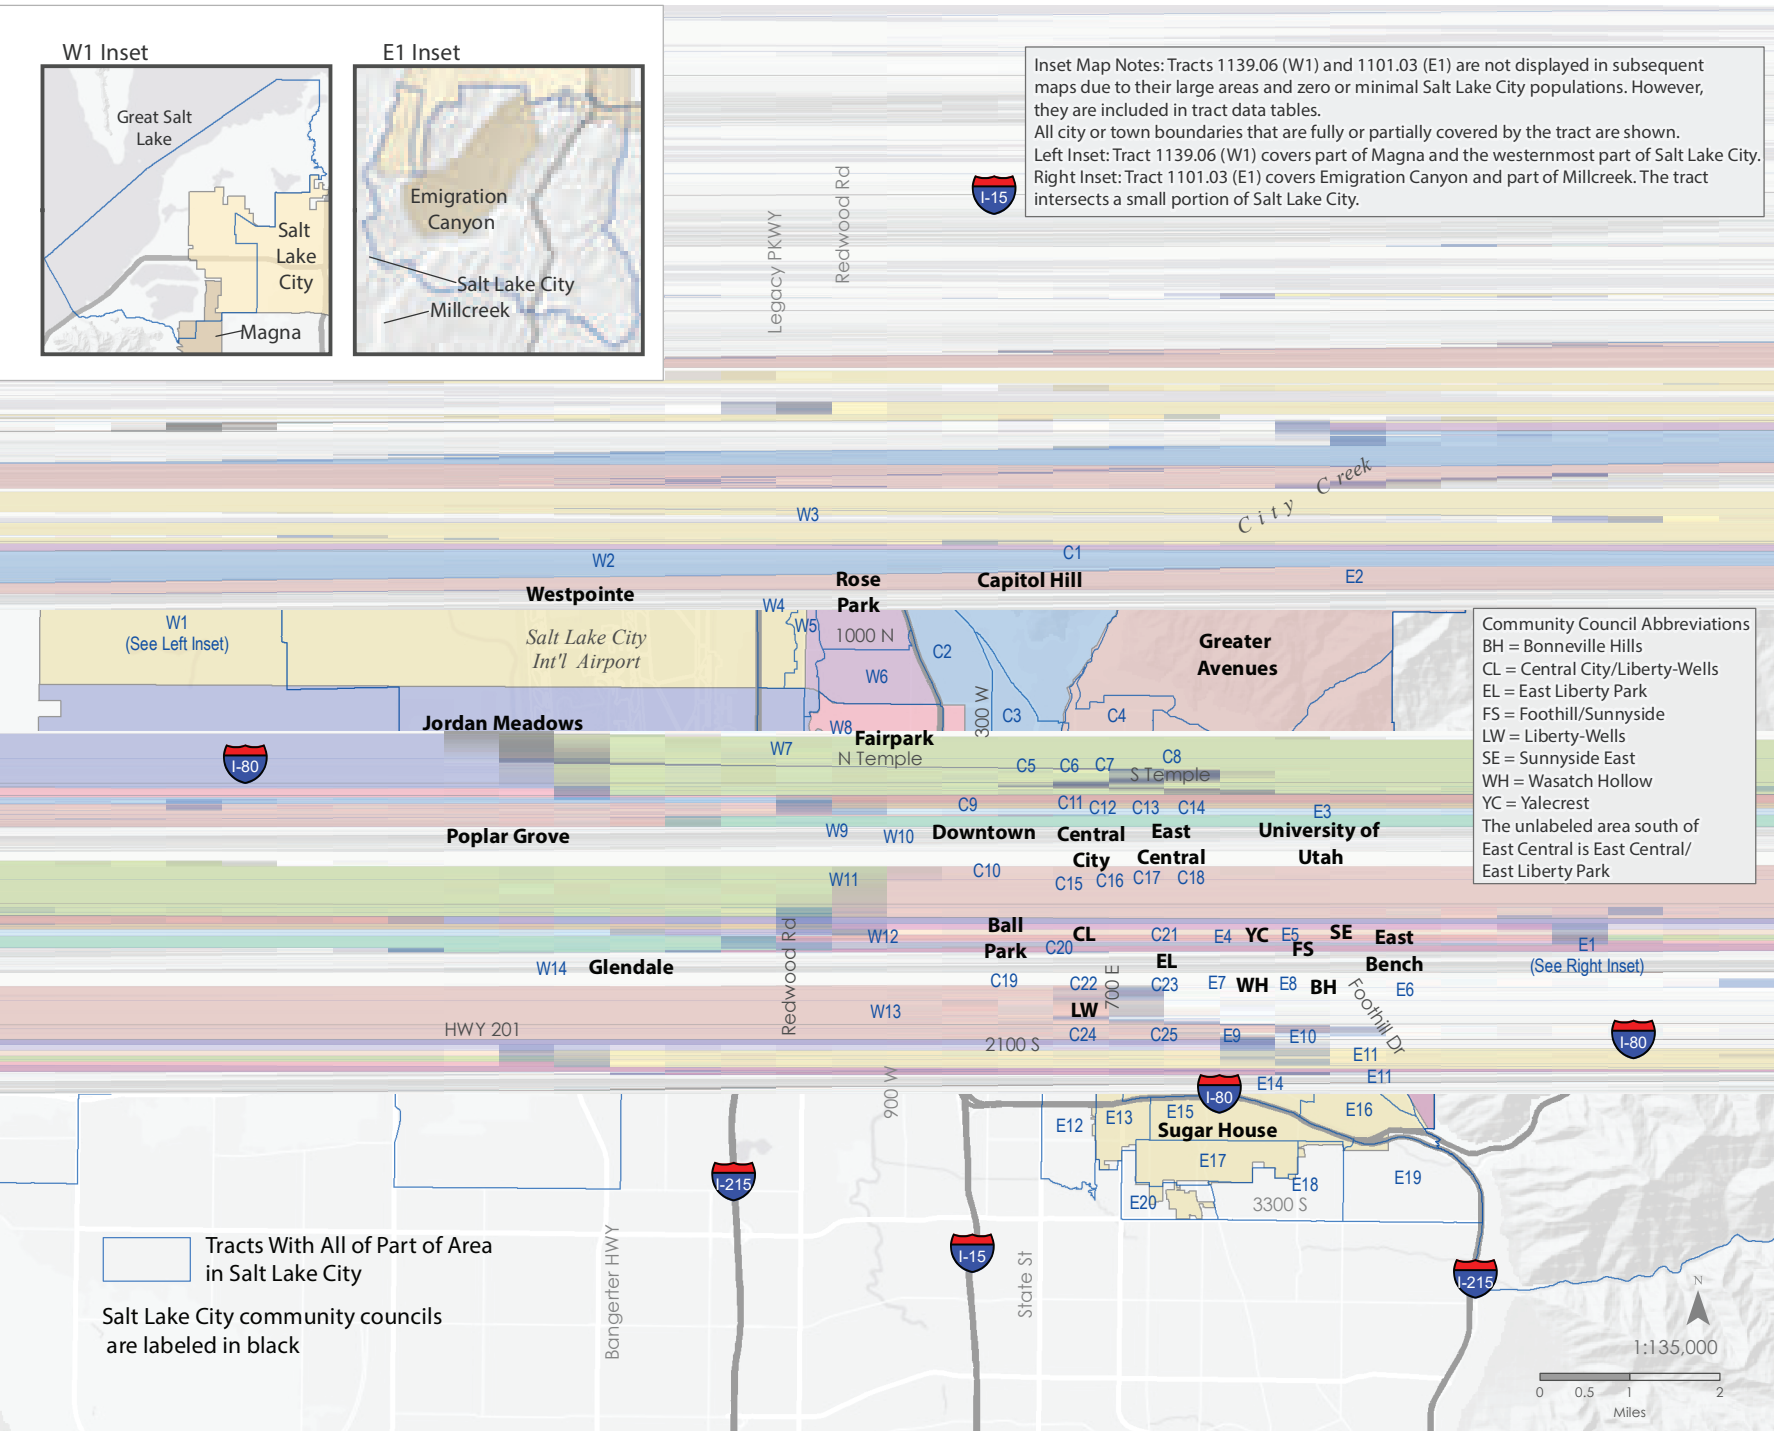 W1 Inset
E1 Inset
Great Salt
Lake
Salt
Lake
City
Magna
Emigration
Canyon
Salt Lake City
Millcreek
Inset Map Notes: Tracts 1139.06 (W1) and 1101.03 (E1) are not displayed in subsequent
maps due to their large areas and zero or minimal Salt Lake City populations. However,
they are included in tract data tables.
All city or town boundaries that are fully or partially covered by the tract are shown.
Left Inset: Tract 1139.06 (W1) covers part of Magna and the westernmost part of Salt Lake City.
Right Inset: Tract 1101.03 (E1) covers Emigration Canyon and part of Millcreek. The tract
intersects a small portion of Salt Lake City.
I-15
Redwood Rd
Legacy PKWY
City Creek
W3
W2
C1
E2
Westpointe
Rose
Park
Capitol Hill
W4
W1
(See Left Inset)
Salt Lake City
Int'l Airport
W5
1000 N
C2
W6
Greater
Avenues
300 W
C3
C4
Jordan Meadows
W8
Fairpark
W7
N Temple
I-80
C5
C6
C7
C8
S Temple
Community Council Abbreviations
BH = Bonneville Hills
CL = Central City/Liberty-Wells
EL = East Liberty Park
FS = Foothill/Sunnyside
LW = Liberty-Wells
SE = Sunnyside East
WH = Wasatch Hollow
YC = Yalecrest
The unlabeled area south of
East Central is East Central/
East Liberty Park
C9
C11
C12
C13
C14
E3
Poplar Grove
W9
W10
Downtown
Central
City
East
Central
University of
Utah
W11
C10
C15
C16
C17
C18
Redwood Rd
W12
Ball
Park
CL
C20
C21
EL
E4
YC
E5
FS
SE
East
Bench
E1
(See Right Inset)
W14
Glendale
C19
C22
700 E
C23
E7
WH
E8
BH
Foothill Dr
E6
W13
LW
HWY 201
2100 S
C24
C25
E9
E10
E11
I-80
900 W
I-80
E14
E11
E12
E13
E15
E16
Sugar House
E17
E18
E19
E20
3300 S
I-215
I-15
I-215
Bangerter HWY
State St
Tracts With All of Part of Area
in Salt Lake City
Salt Lake City community councils
are labeled in black
N
1:135,000
0 0.5 1 2
Miles